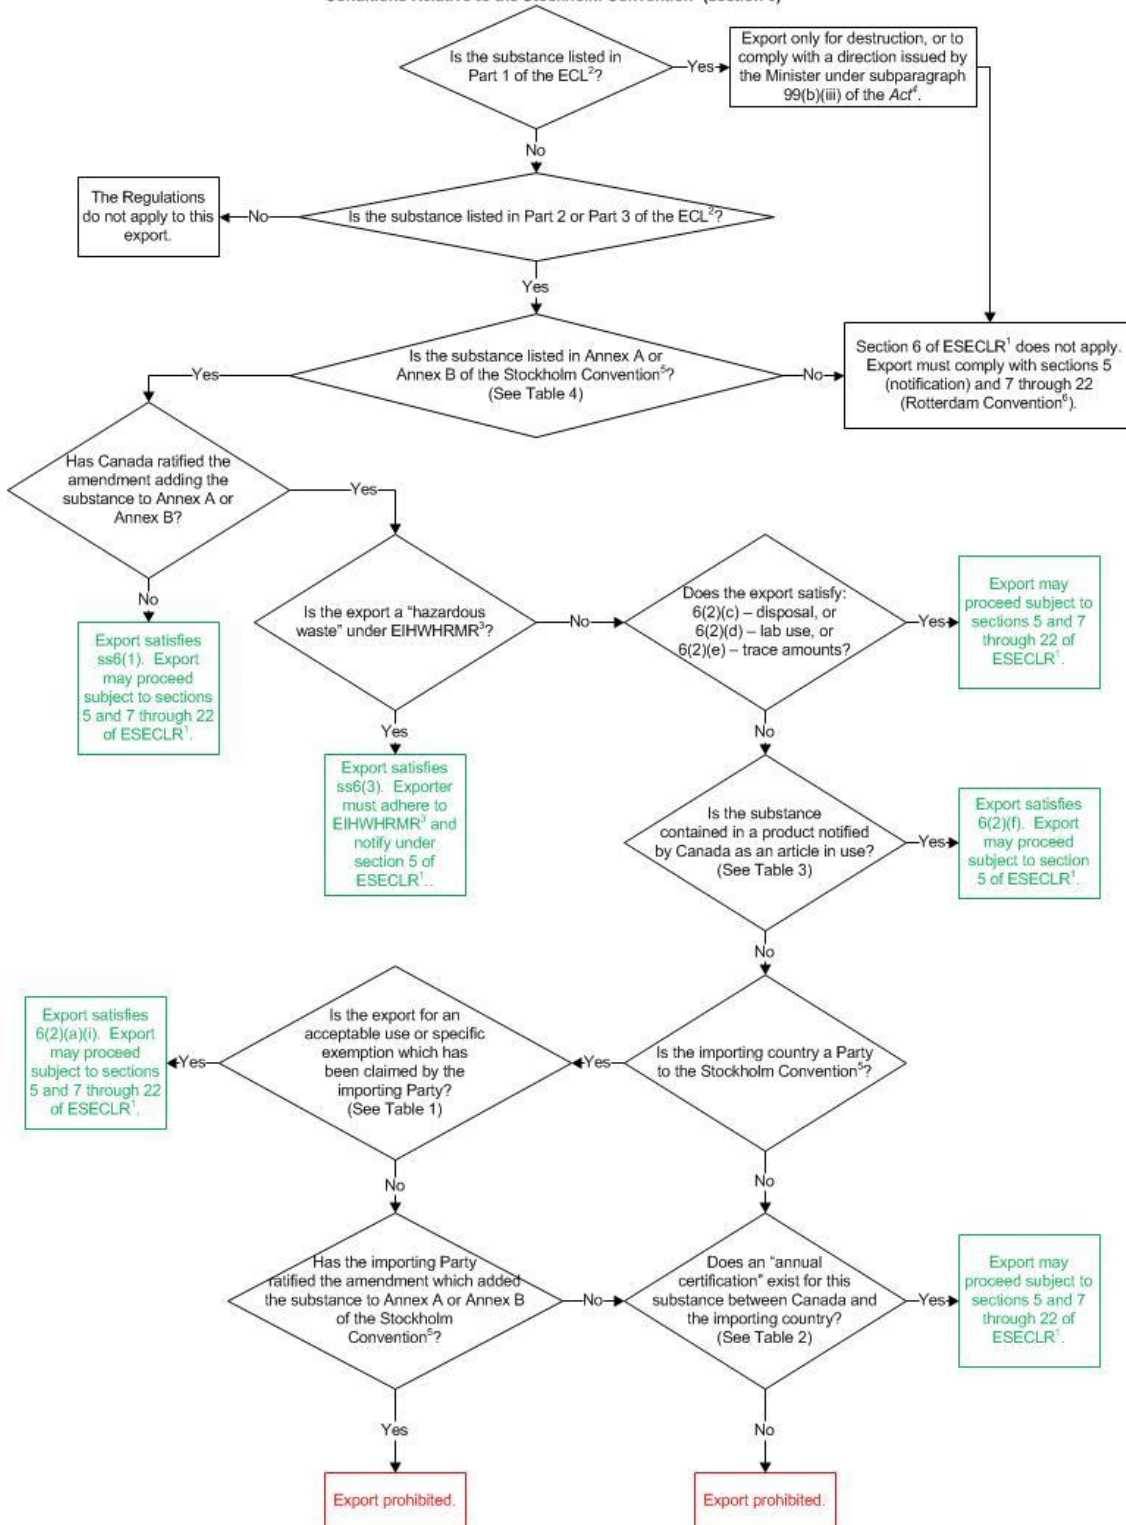 Conditions Relative to the Stockholm Convention (section 6)
Is the substance listed in
Part 1 of the ECL²?
Yes
Export only for destruction, or to
comply with a direction issued by
the Minister under subparagraph
99(b)(iii) of the Act⁴.
No
The Regulations
do not apply to this
export.
No
Is the substance listed in Part 2 or Part 3 of the ECL²?
Yes
Is the substance listed in Annex A or
Annex B of the Stockholm Convention⁵?
(See Table 4)
Yes
No
Section 6 of ESECLR¹ does not apply.
Export must comply with sections 5
(notification) and 7 through 22
(Rotterdam Convention⁶).
Has Canada ratified the
amendment adding the
substance to Annex A or
Annex B?
Yes
No
Export satisfies
ss6(1). Export
may proceed
subject to sections
5 and 7 through 22
of ESECLR¹.
Is the export a “hazardous
waste” under EIHWHRMR³?
No
Yes
Export satisfies
ss6(3). Exporter
must adhere to
EIHWHRMR³ and
notify under
section 5 of
ESECLR¹..
Does the export satisfy:
6(2)(c) – disposal, or
6(2)(d) – lab use, or
6(2)(e) – trace amounts?
Yes
Export may
proceed subject to
sections 5 and 7
through 22 of
ESECLR¹.
No
Is the substance
contained in a product notified
by Canada as an article in use?
(See Table 3)
Yes
Export satisfies
6(2)(f). Export
may proceed
subject to section
5 of ESECLR¹.
No
Is the importing country a Party
to the Stockholm Convention⁵?
Yes
Is the export for an
acceptable use or specific
exemption which has
been claimed by the
importing Party?
(See Table 1)
Yes
Export satisfies
6(2)(a)(i). Export
may proceed
subject to sections
5 and 7 through 22
of ESECLR¹.
No
No
Has the importing Party
ratified the amendment which added
the substance to Annex A or Annex B
of the Stockholm
Convention⁵?
No
Does an “annual
certification” exist for this
substance between Canada and
the importing country?
(See Table 2)
Yes
Export may
proceed subject to
sections 5 and 7
through 22 of
ESECLR¹.
Yes
No
Export prohibited.
Export prohibited.